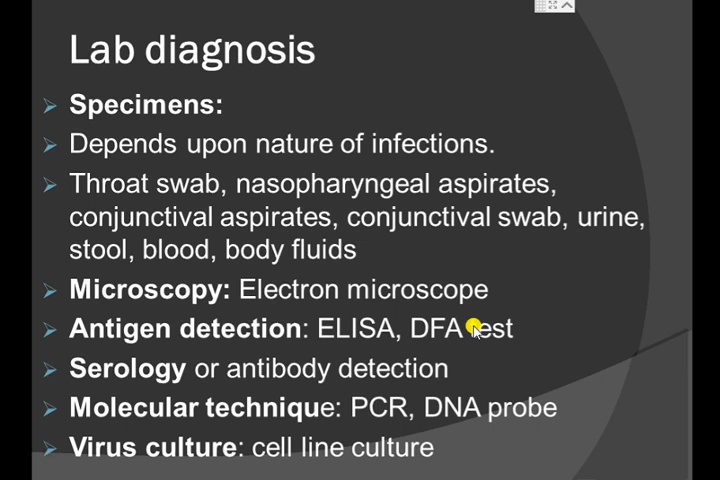 Lab diagnosis
Specimens:
Depends upon nature of infections.
Throat swab, nasopharyngeal aspirates,
conjunctival aspirates, conjunctival swab, urine,
stool, blood, body fluids
Microscopy: Electron microscope
Antigen detection: ELISA, DFA test
Serology or antibody detection
Molecular technique: PCR, DNA probe
Virus culture: cell line culture